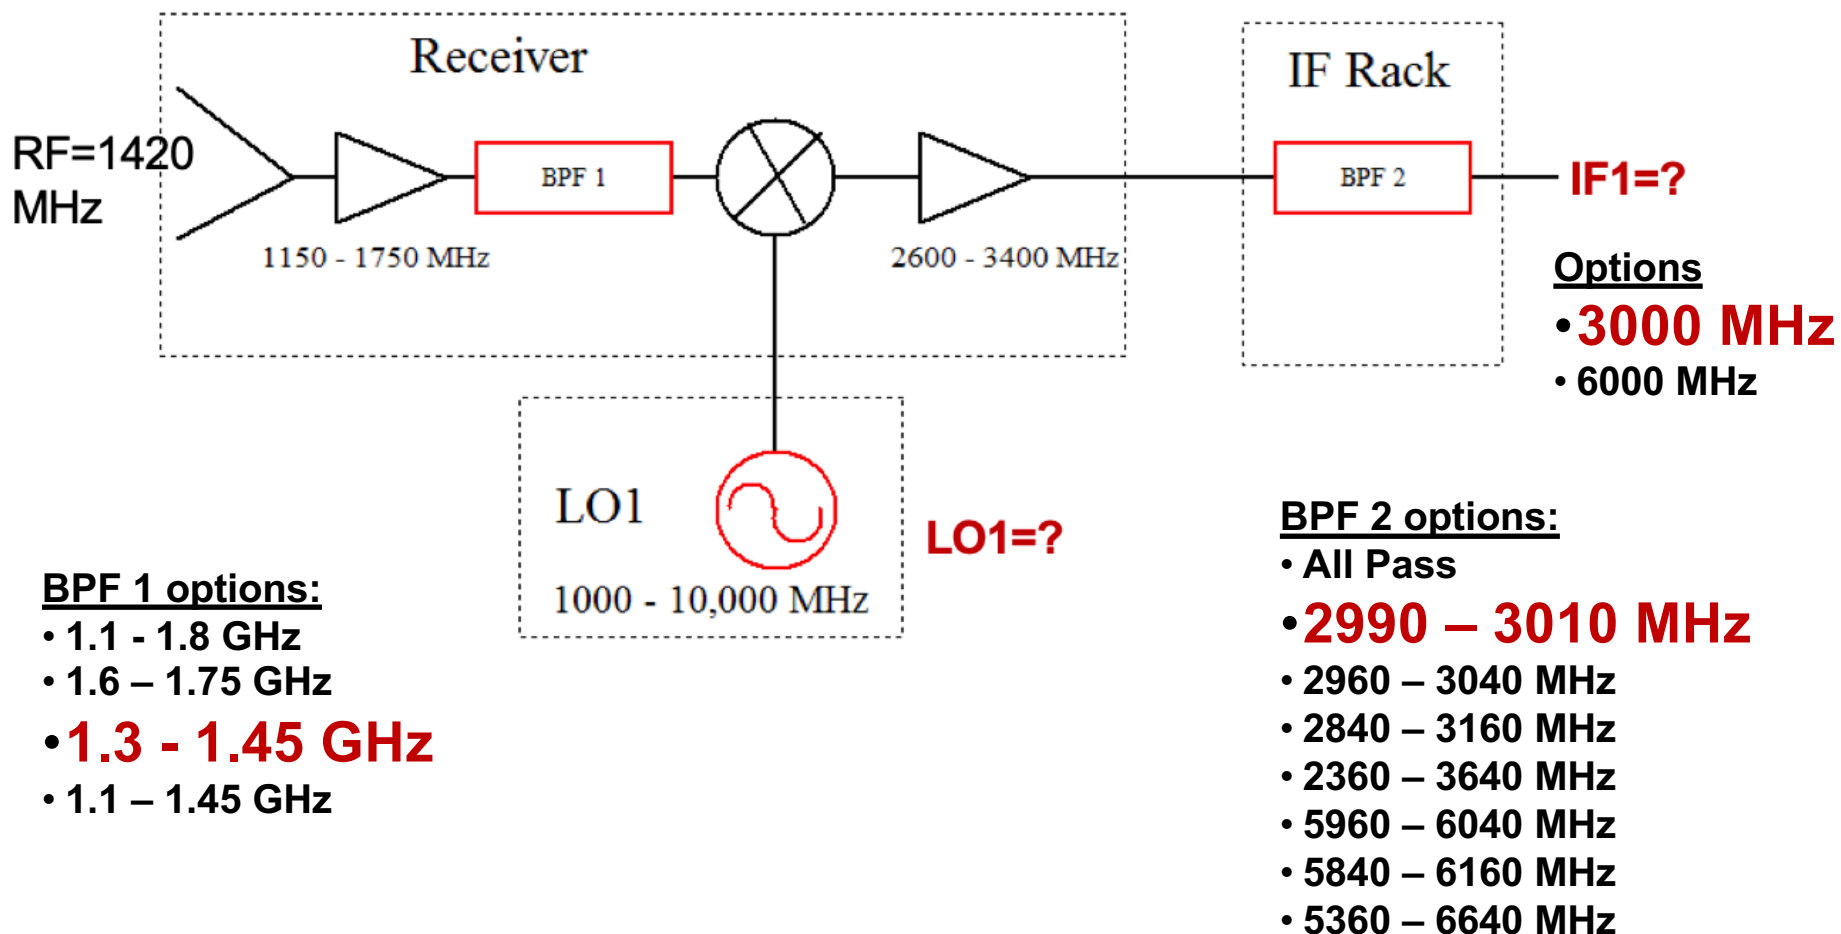 Receiver
IF Rack
RF=1420
MHz
BPF 1
BPF 2
IF1=?
1150 - 1750 MHz
2600 - 3400 MHz
Options
•3000 MHz
• 6000 MHz
LO1
LO1=?
1000 - 10,000 MHz
BPF 1 options:
• 1.1 - 1.8 GHz
• 1.6 – 1.75 GHz
•1.3 - 1.45 GHz
• 1.1 – 1.45 GHz
BPF 2 options:
• All Pass
•2990 – 3010 MHz
• 2960 – 3040 MHz
• 2840 – 3160 MHz
• 2360 – 3640 MHz
• 5960 – 6040 MHz
• 5840 – 6160 MHz
• 5360 – 6640 MHz